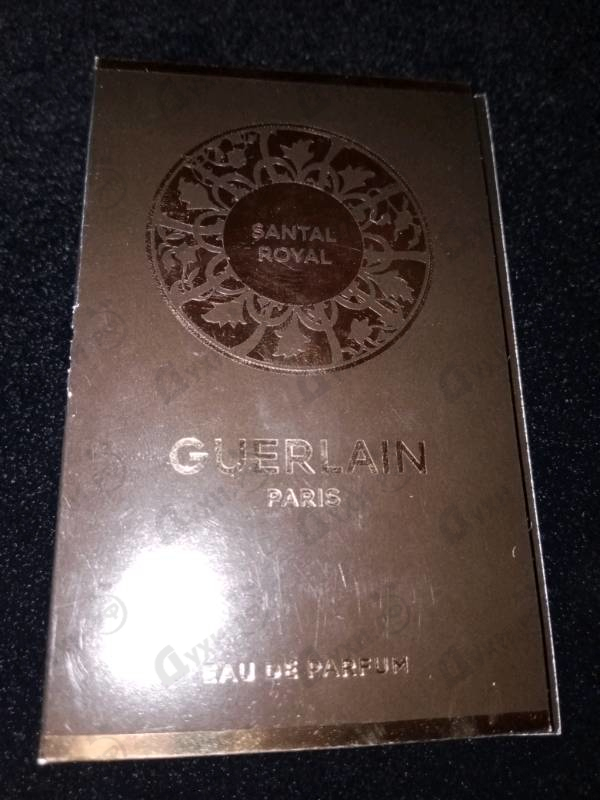 SANTAL
ROYAL
GUERLAIN
PARIS
EAU DE PARFUM